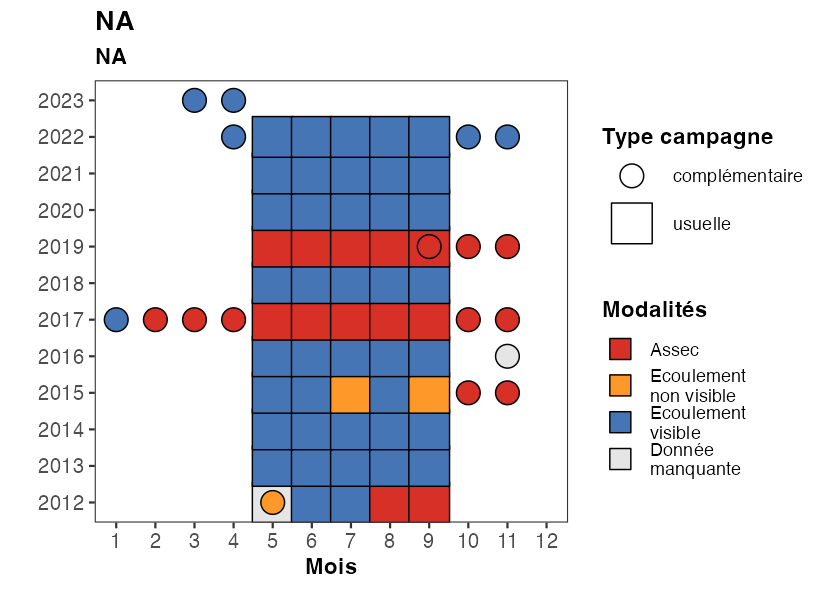 NA
NA
2023
2022
2021
2020
2019
2018
2017
2016
2015
2014
2013
2012
1 2 3 4 5 6 7 8 9 10 11 12
Mois
Type campagne
complémentaire
usuelle
Modalités
Assec
Ecoulement
non visible
Ecoulement
visible
Donnée
manquante